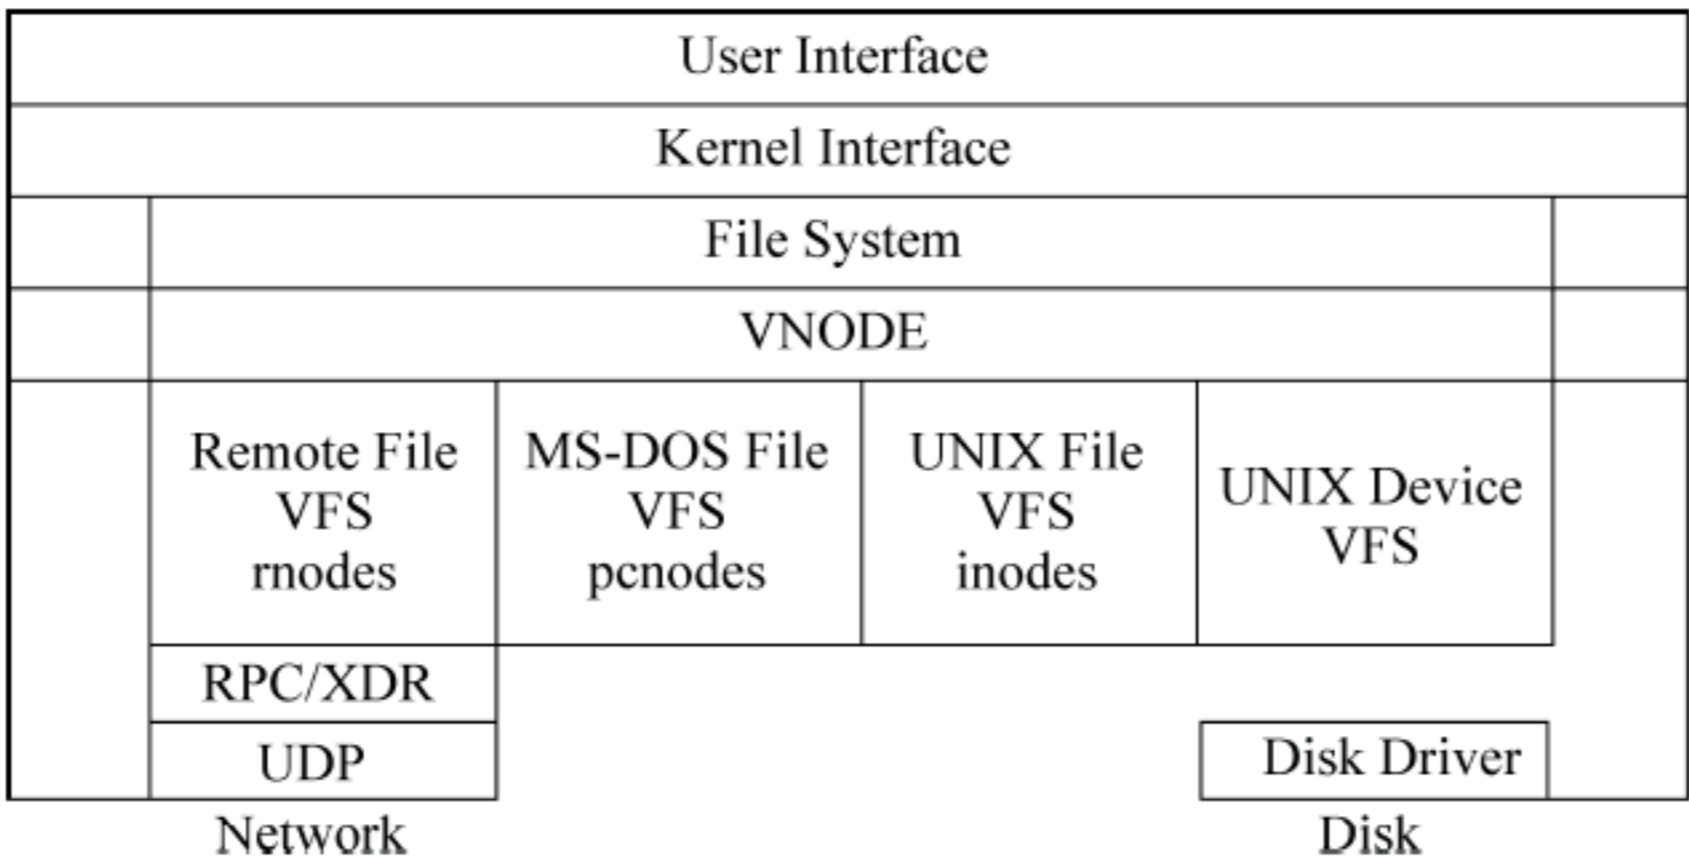 User Interface
Kernel Interface
File System
VNODE
Remote File
VFS
rnodes
MS-DOS File
VFS
pcnodes
UNIX File
VFS
inodes
UNIX Device
VFS
RPC/XDR
UDP
Disk Driver
Network
Disk